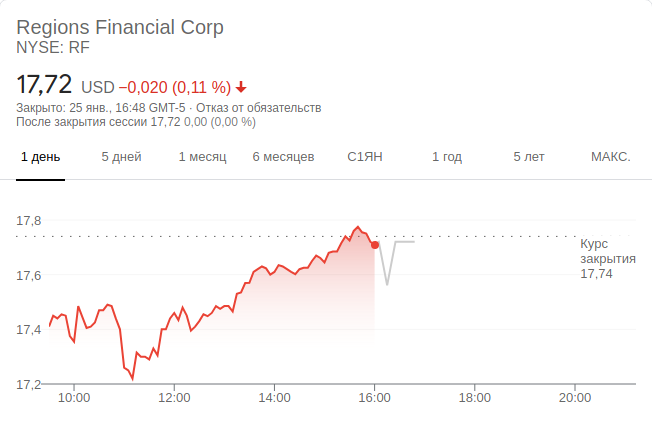 Regions Financial Corp
NYSE: RF
17,72 USD −0,020 (0,11 %)
Закрыто: 25 янв., 16:48 GMT-5 · Отказ от обязательств
После закрытия сессии 17,72 0,00 (0,00 %)
1 день 5 дней 1 месяц 6 месяцев С1ЯН 1 год 5 лет МАКС.
17,8
Курс
закрытия
17,74
17,6
17,4
17,2
10:00 12:00 14:00 16:00 18:00 20:00